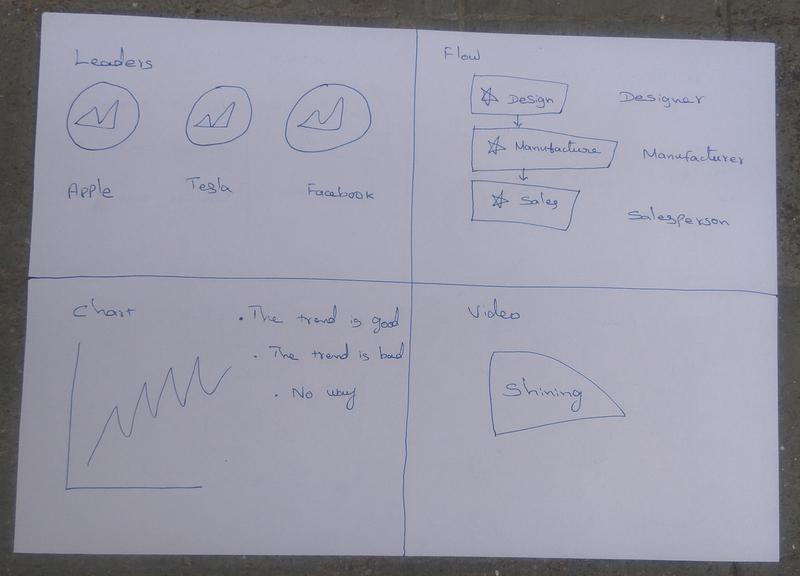 Leaders
Apple
Tesla
Facebook
Flow
Design
Designer
Manufacture
Manufacturer
Sales
Salesperson
Chart
• The trend is good
• The trend is bad
• No way
Video
Shining